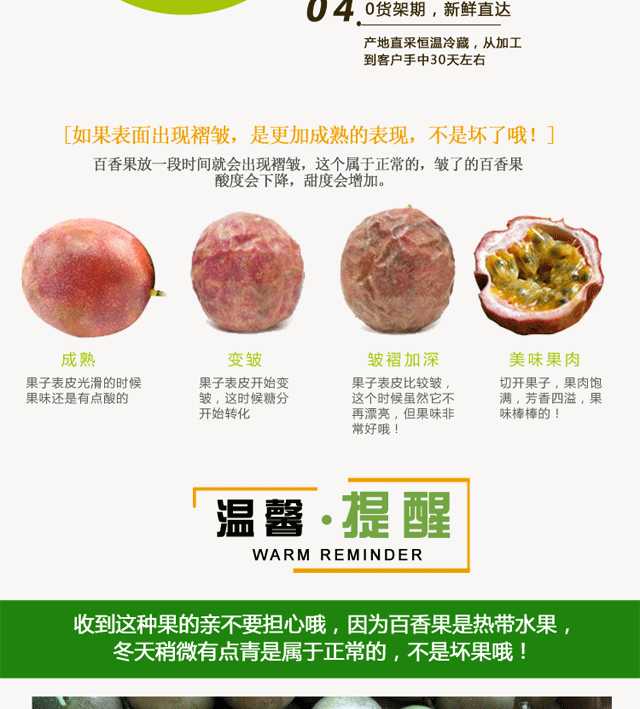 04.
0货架期，新鲜直达
产地直采恒温冷藏，从加工
到客户手中30天左右
[如果表面出现褶皱，是更加成熟的表现，不是坏了哦！]
百香果放一段时间就会出现褶皱，这个属于正常的，皱了的百香果
酸度会下降，甜度会增加。
成熟
果子表皮光滑的时候
果味还是有点酸的
变皱
果子表皮开始变
皱，这时候糖分
开始转化
皱褶加深
果子表皮比较皱，
这个时候虽然它不
再漂亮，但果味非
常好哦！
美味果肉
切开果子，果肉饱
满，芳香四溢，果
味棒棒的！
温馨·提醒
WARM REMINDER
收到这种果的亲不要担心哦，因为百香果是热带水果，
冬天稍微有点青是属于正常的，不是坏果哦！